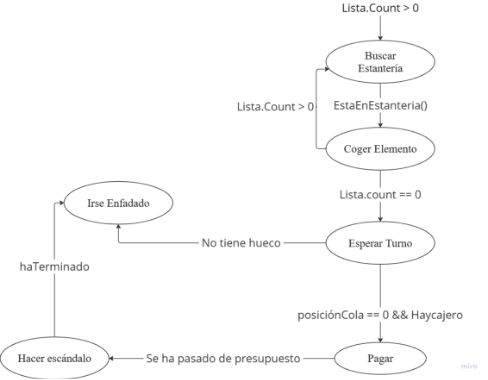 Lista.Count > 0
Buscar
Estantería
Lista.Count > 0
EstaEnEstanteria()
Coger Elemento
Lista.count == 0
Irse Enfadado
No tiene hueco
Esperar Turno
haTerminado
posiciónCola == 0 && Haycajero
Hacer escándalo
Se ha pasado de presupuesto
Pagar
miro